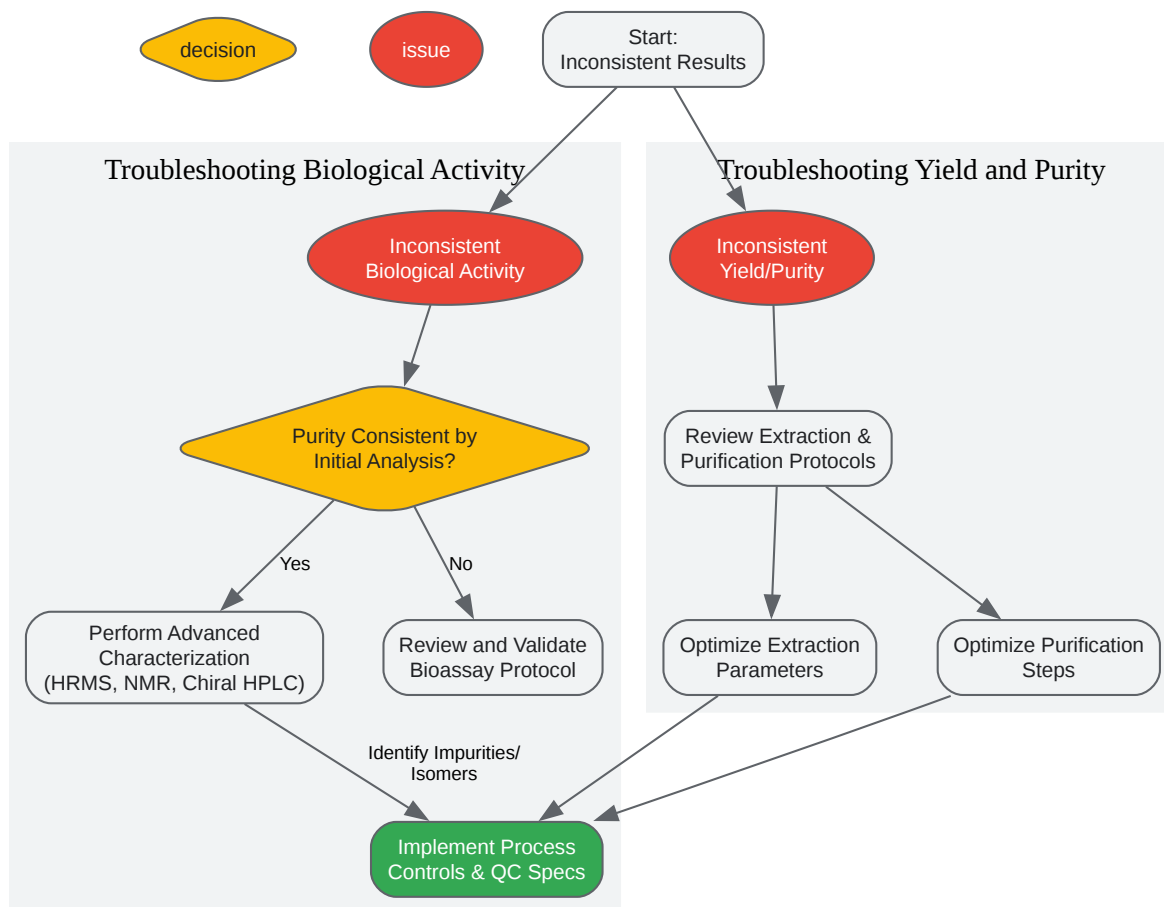 decision
issue
Start:
Inconsistent Results
Troubleshooting Biological Activity
Troubleshooting Yield and Purity
Inconsistent
Biological Activity
Inconsistent
Yield/Purity
Purity Consistent by
Initial Analysis?
Review Extraction &
Purification Protocols
Yes
No
Perform Advanced
Characterization
(HRMS, NMR, Chiral HPLC)
Review and Validate
Bioassay Protocol
Optimize Extraction
Parameters
Optimize Purification
Steps
Identify Impurities/
Isomers
Implement Process
Controls & QC Specs